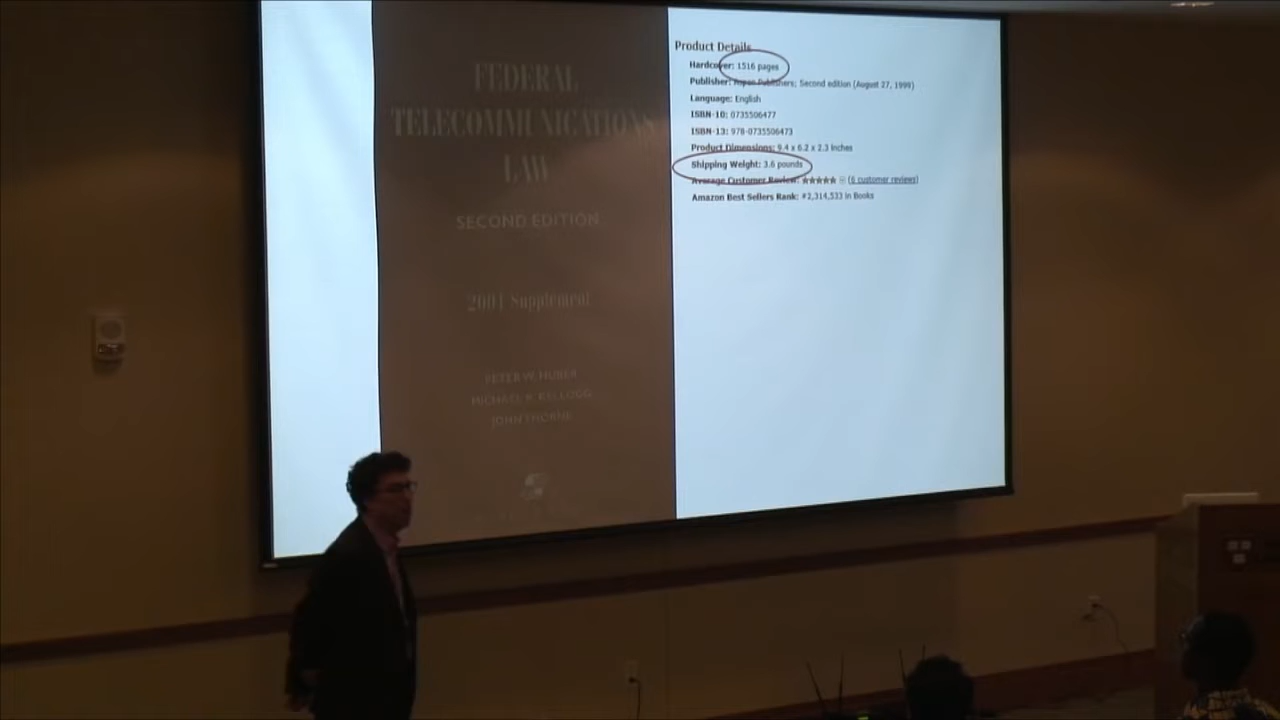 FEDERAL
TELECOMMUNICATIONS
LAW
SECOND EDITION
2001 Supplement
PETER W. HUBER
MICHAEL K. KELLOGG
JOHN THORNE
Product Details
Hardcover: 1516 pages
Publisher: Aspen Publishers; Second edition (August 27, 1999)
Language: English
ISBN-10: 0735506477
ISBN-13: 978-0735506473
Product Dimensions: 9.4 x 6.2 x 2.3 inches
Shipping Weight: 3.6 pounds
Average Customer Review: (6 customer reviews)
Amazon Best Sellers Rank: #2,314,533 in Books